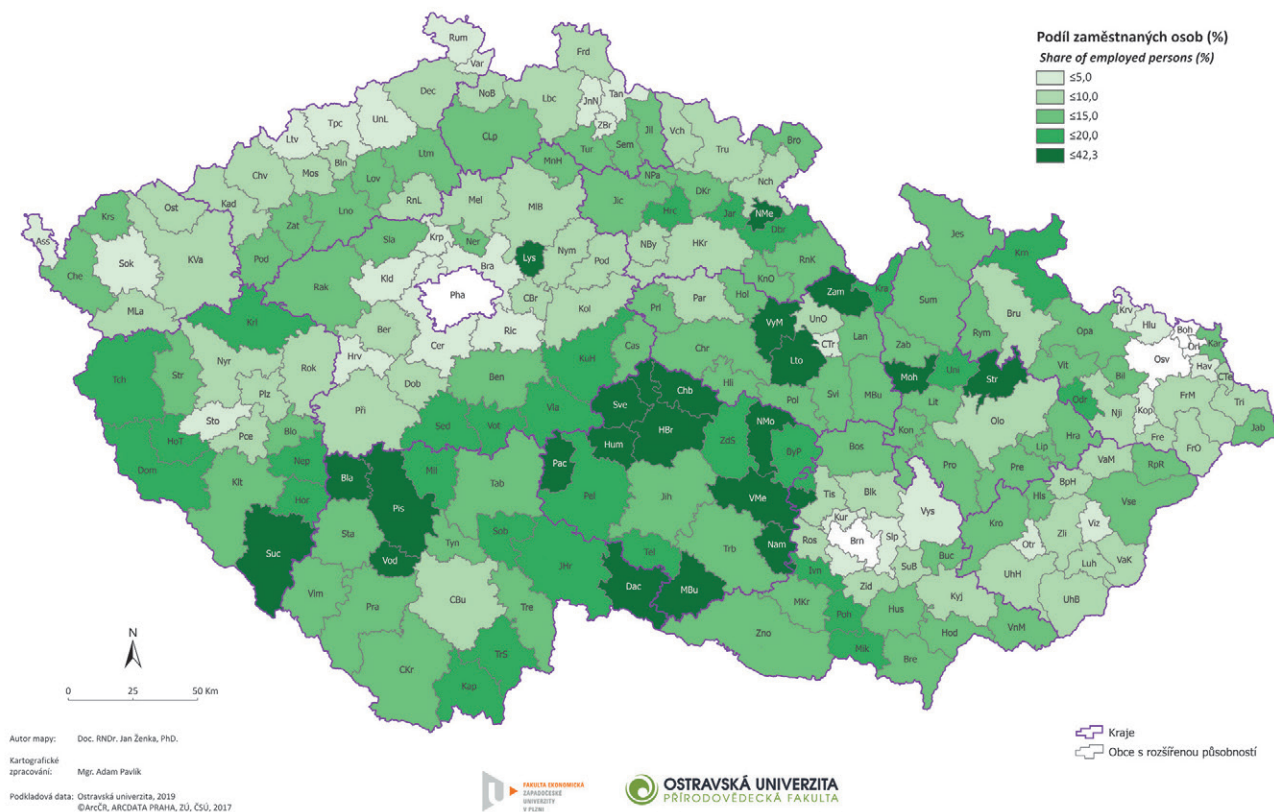 Podíl zaměstnaných osob (%)
Share of employed persons (%)
≤5,0
≤10,0
≤15,0
≤20,0
≤42,3
Rum
Var
Frd
Dec
NoB
Lbc
JnN
Tan
ZBr
Ltv
Tpc
UnL
CLp
Tur
Sem
Jil
Vch
Tru
Bro
Chv
Mos
Bln
Ltm
MnH
NPa
DKr
Nch
Kad
Lov
Jic
Hrc
Jar
NMe
Dbr
Krs
Ost
Zat
Lno
RnL
Mel
MlB
Ass
Che
Sok
KVa
Pod
Sla
Krp
Ner
Lys
Nym
Pod
NBy
HKr
RnK
Jes
Krn
Rak
Kld
Bra
Pha
CBr
Kol
KnO
Zam
Kra
Sum
MLa
Krl
Ber
Cer
Ric
Prl
Par
Hol
VyM
UnO
Lan
Zab
Rym
Bru
Opa
Krv
Hlu
Boh
Orl
Kar
Osv
Hav
CTe
Tch
Str
Nyr
Plz
Rok
Hrv
Dob
Ben
KuH
Cas
Chr
Lto
CTr
Moh
Uni
Str
Vit
Bil
Odr
Nji
Kop
FrM
Tri
Jab
Sto
Pce
Blo
Pří
Sed
Vot
Vla
Sve
Chb
Hli
Pol
Svi
MBu
Lit
Olo
Fre
FrO
HoT
Dom
Nep
Hor
Klt
Bla
Mil
Pis
Tab
Pac
Hum
HBr
ZdS
NMo
ByP
Bos
Kon
Pro
Lip
Pre
Hra
VaM
RpR
Suc
Sta
Vod
Tyn
Sob
Pel
Jih
VMe
Tis
Blk
Kur
Vys
Kro
Hls
BpH
Vse
Vlm
Pra
CBu
JHr
Tel
Trb
Nam
Ros
Brn
Slp
SuB
Buc
Otr
Zli
Viz
Luh
VaK
CKr
Tre
TrS
Kap
Dac
MBu
Ivn
Zid
Kyj
UhH
UhB
Zno
MKr
Poh
Hus
Mik
Bre
Hod
VnM
N
0
25
50 Km
Kraje
Obce s rozšířenou působností
Autor mapy: Doc. RNDr. Jan Ženka, PhD.
Kartografické
zpracování: Mgr. Adam Pavlík
Podkladová data: Ostravská univerzita, 2019
©ArcČR, ARCDATA PRAHA, ZÚ, ČSÚ, 2017
FAKULTA EKONOMICKÁ
ZÁPADOČESKÉ
UNIVERZITY
V PLZNI
OSTRAVSKÁ UNIVERZITA
PŘÍRODOVĚDECKÁ FAKULTA